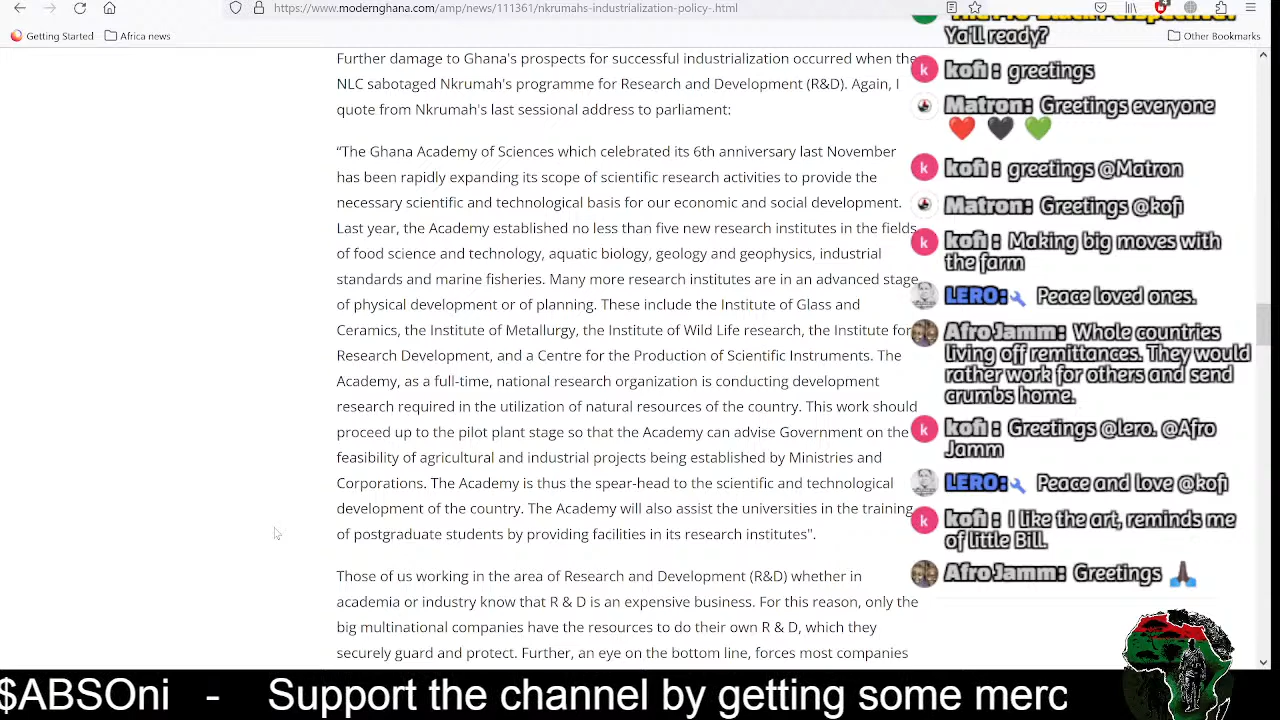 https://www.modernghana.com/amp/news/111361/nkrumahs-industrialization-policy-.html
Getting Started
Africa news
Other Bookmarks
Further damage to Ghana's prospects for successful industrialization occurred when the
NLC sabotaged Nkrumah's programme for Research and Development (R&D). Again, I
quote from Nkrumah's last sessional address to parliament:
"The Ghana Academy of Sciences which celebrated its 6th anniversary last November
has been rapidly expanding its scope of scientific research activities to provide the
necessary scientific and technological basis for our economic and social development.
Last year, the Academy established no less than five new research institutes in the fields
of food science and technology, aquatic biology, geology and geophysics, industrial
standards and marine fisheries. Many more research institutes are in an advanced stage
of physical development or of planning. These include the Institute of Glass and
Ceramics, the Institute of Metallurgy, the Institute of Wild Life research, the Institute for
Research Development, and a Centre for the Production of Scientific Instruments. The
Academy, as a full-time, national research organization is conducting development
research required in the utilization of natural resources of the country. This work should
proceed up to the pilot plant stage so that the Academy can advise Government on the
feasibility of agricultural and industrial projects being established by Ministries and
Corporations. The Academy is thus the spear-head to the scientific and technological
development of the country. The Academy will also assist the universities in the training
of postgraduate students by providing facilities in its research institutes".
Those of us working in the area of Research and Development (R&D) whether in
academia or industry know that R & D is an expensive business. For this reason, only the
big multinational companies have the resources to do their own R & D, which they
securely guard and protect. Further, an eye on the bottom line, forces most companies
Ya'll ready?
k kofi : greetings
Matron: Greetings everyone
❤️ 🖤 💚
k kofi : greetings @Matron
Matron: Greetings @kofi
k kofi : Making big moves with
the farm
LERO: Peace loved ones.
Afro Jamm: Whole countries
living off remittances. They would
rather work for others and send
crumbs home.
k kofi : Greetings @lero. @Afro
Jamm
LERO: Peace and love @kofi
k kofi : I like the art, reminds me
of little Bill.
Afro Jamm: Greetings 🙏🏿
$ABSOni - Support the channel by getting some merc